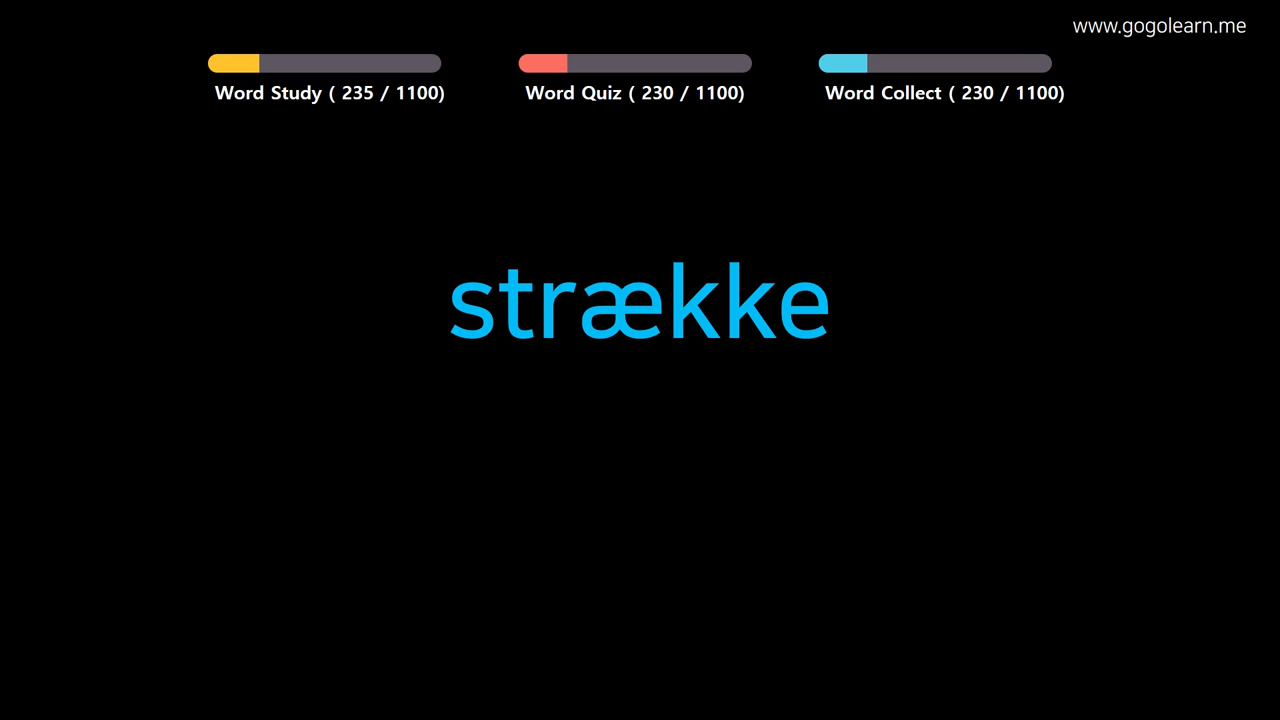 www.gogolearn.me
Word Study ( 235 / 1100)
Word Quiz ( 230 / 1100)
Word Collect ( 230 / 1100)
strække